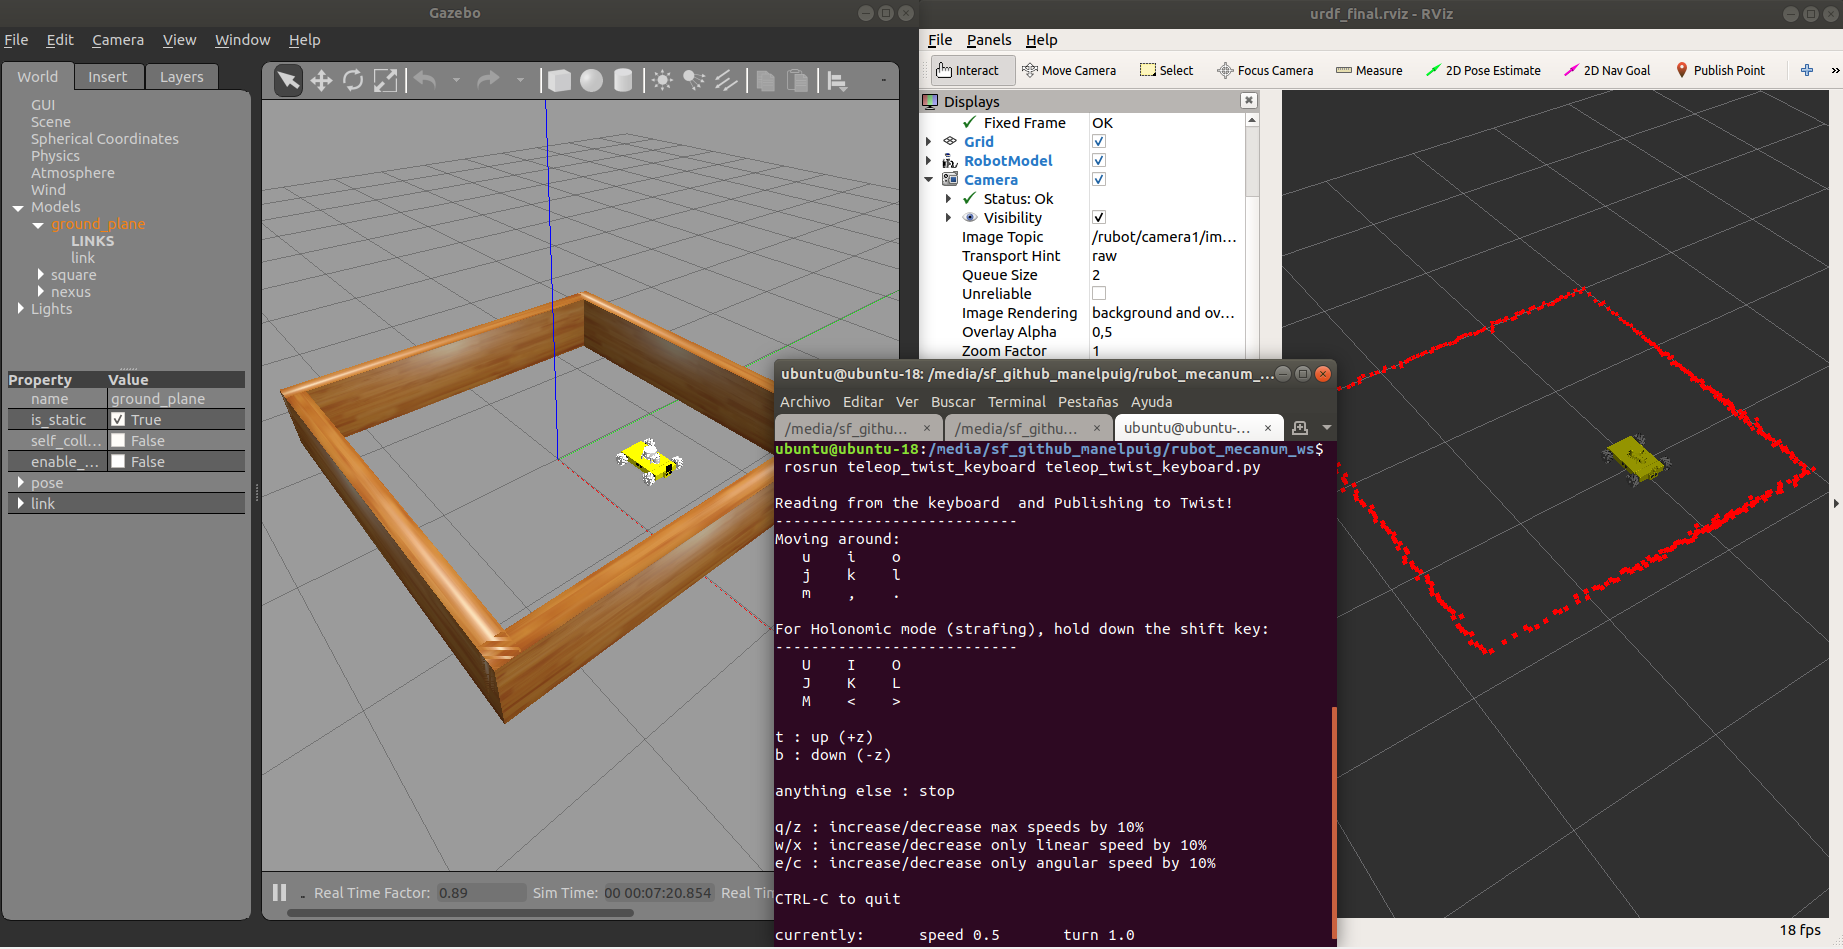 Gazebo
File Edit Camera View Window Help
World Insert Layers
GUI
Scene
Spherical Coordinates
Physics
Atmosphere
Wind
Models
ground_plane
LINKS
link
square
nexus
Lights
Property Value
name ground_plane
is_static True
self_coll... False
enable_... False
pose
link
Real Time Factor: 0.89 Sim Time: 00 00:07:20.854 Real Tin
urdf_final.rviz - RViz
File Panels Help
Interact Move Camera Select Focus Camera Measure 2D Pose Estimate 2D Nav Goal Publish Point
Displays
Fixed Frame OK
Grid
RobotModel
Camera
Status: Ok
Visibility
Image Topic /rubot/camera1/im...
Transport Hint raw
Queue Size 2
Unreliable
Image Rendering background and ov...
Overlay Alpha 0,5
Zoom Factor 1
ubuntu@ubuntu-18: /media/sf_github_manelpuig/rubot_mecanum_...
Archivo Editar Ver Buscar Terminal Pestañas Ayuda
/media/sf_githu... × /media/sf_githu... × ubuntu@ubuntu-... ×
ubuntu@ubuntu-18:/media/sf_github_manelpuig/rubot_mecanum_ws$
rosrun teleop_twist_keyboard teleop_twist_keyboard.py
Reading from the keyboard  and Publishing to Twist!
---------------------------
Moving around:
u i o
j k l
m , .
For Holonomic mode (strafing), hold down the shift key:
---------------------------
U I O
J K L
M < >
t : up (+z)
b : down (-z)
anything else : stop
q/z : increase/decrease max speeds by 10%
w/x : increase/decrease only linear speed by 10%
e/c : increase/decrease only angular speed by 10%
CTRL-C to quit
currently: speed 0.5 turn 1.0
18 fps